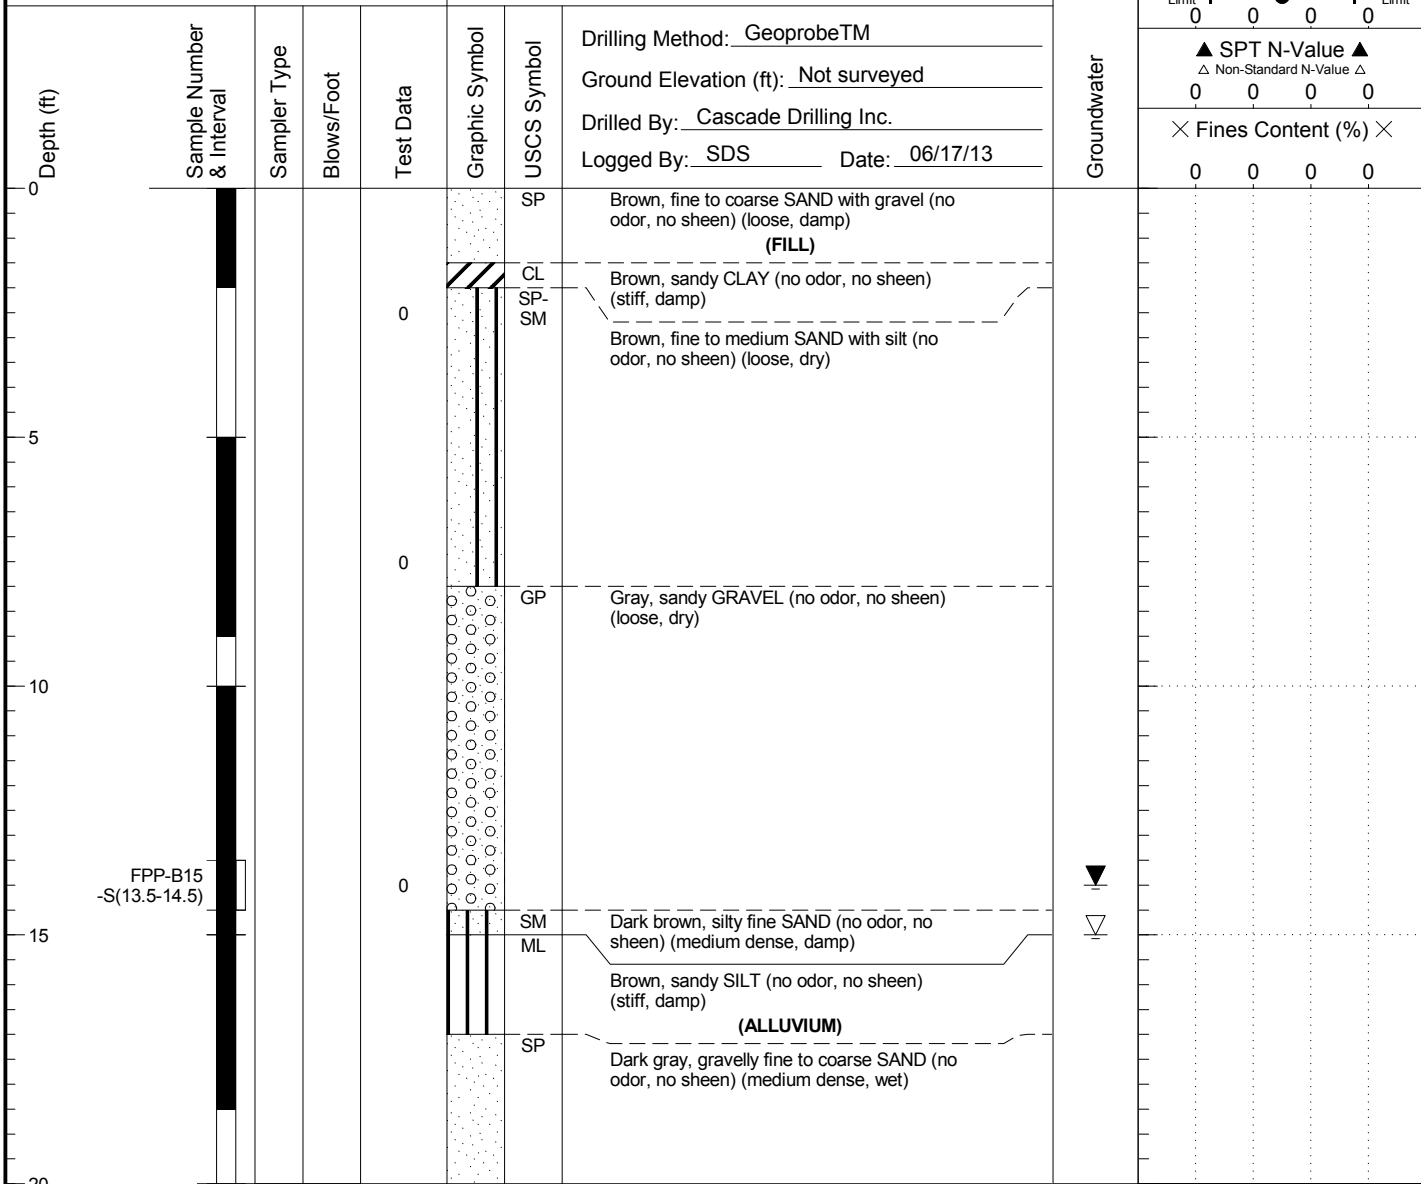 Limit Limit
0 0 0 0
Drilling Method: GeoprobeTM
Ground Elevation (ft): Not surveyed
Drilled By: Cascade Drilling Inc.
Logged By: SDS Date: 06/17/13
Depth (ft)
Sample Number
& Interval
Sampler Type
Blows/Foot
Test Data
Graphic Symbol
USCS Symbol
Groundwater
▲ SPT N-Value ▲
△ Non-Standard N-Value △
0 0 0 0
× Fines Content (%) ×
0 0 0 0
0
SP
Brown, fine to coarse SAND with gravel (no
odor, no sheen) (loose, damp)
(FILL)
CL
Brown, sandy CLAY (no odor, no sheen)
(stiff, damp)
SP-
SM
0
Brown, fine to medium SAND with silt (no
odor, no sheen) (loose, dry)
5
0
GP
Gray, sandy GRAVEL (no odor, no sheen)
(loose, dry)
10
FPP-B15
-S(13.5-14.5)
0
SM
Dark brown, silty fine SAND (no odor, no
sheen) (medium dense, damp)
15
ML
Brown, sandy SILT (no odor, no sheen)
(stiff, damp)
(ALLUVIUM)
SP
Dark gray, gravelly fine to coarse SAND (no
odor, no sheen) (medium dense, wet)
20